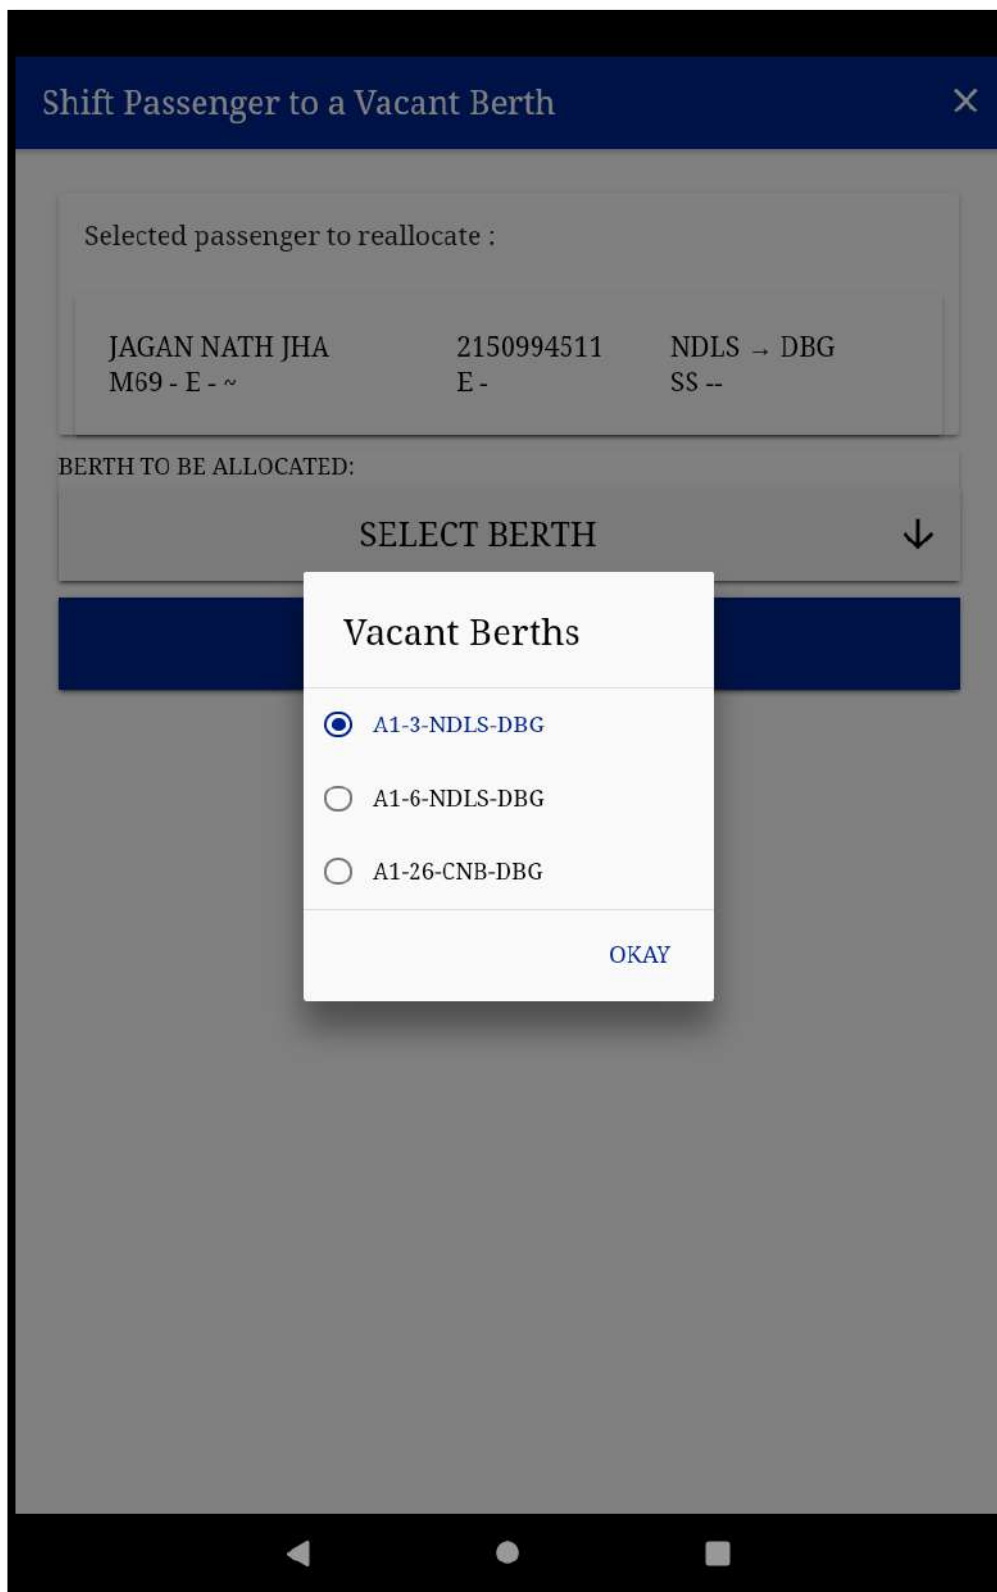 Shift Passenger to a Vacant Berth
Selected passenger to reallocate :
JAGAN NATH JHA 2150994511 NDLS → DBG
M69 - E - ~ E - SS --
BERTH TO BE ALLOCATED:
SELECT BERTH
Vacant Berths
A1-3-NDLS-DBG
A1-6-NDLS-DBG
A1-26-CNB-DBG
OKAY